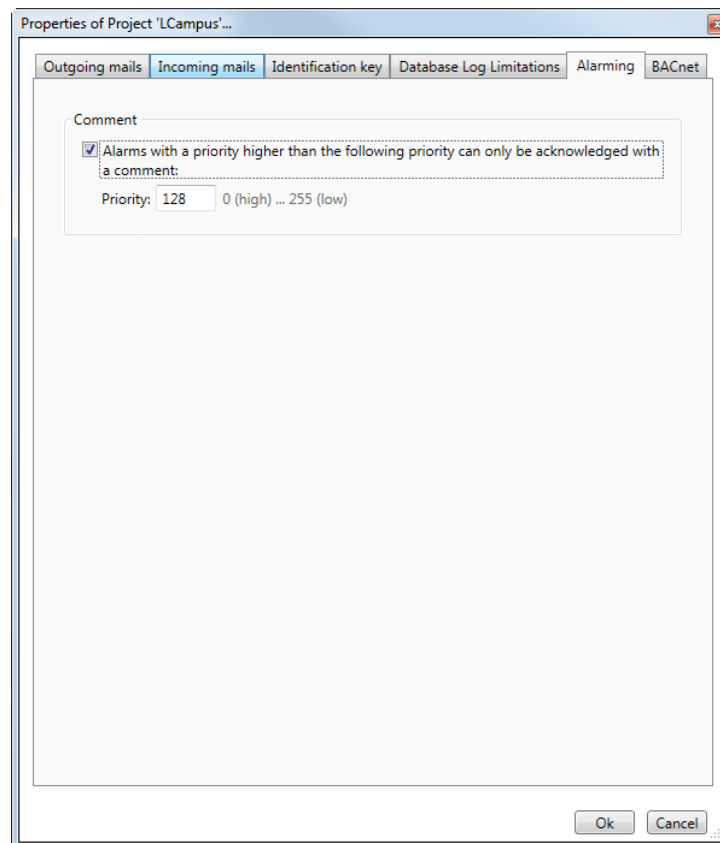 Properties of Project 'LCampus'...
Outgoing mails Incoming mails Identification key Database Log Limitations Alarming BACnet
Comment
Alarms with a priority higher than the following priority can only be acknowledged with
a comment:
Priority: 128 0 (high) ... 255 (low)
Ok Cancel